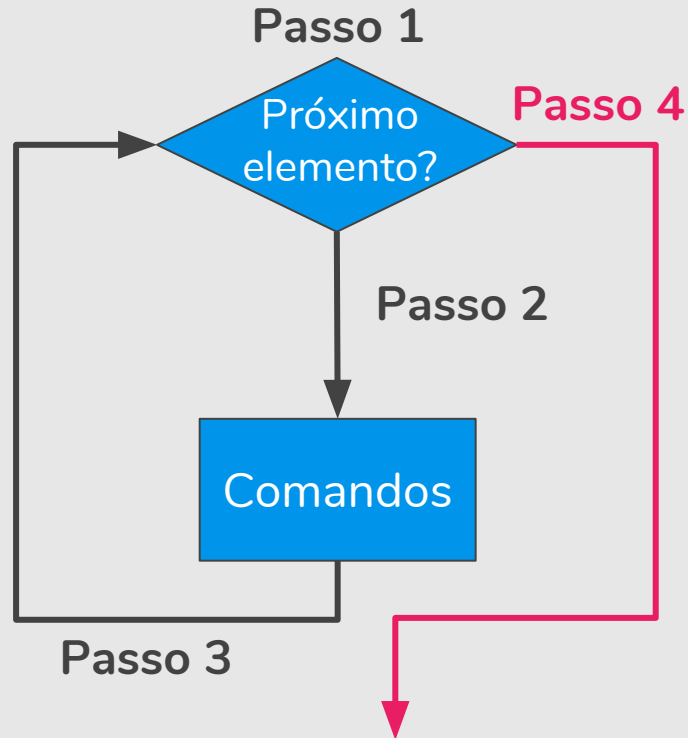 Passo 1
Próximo
elemento?
Passo 4
Passo 2
Comandos
Passo 3